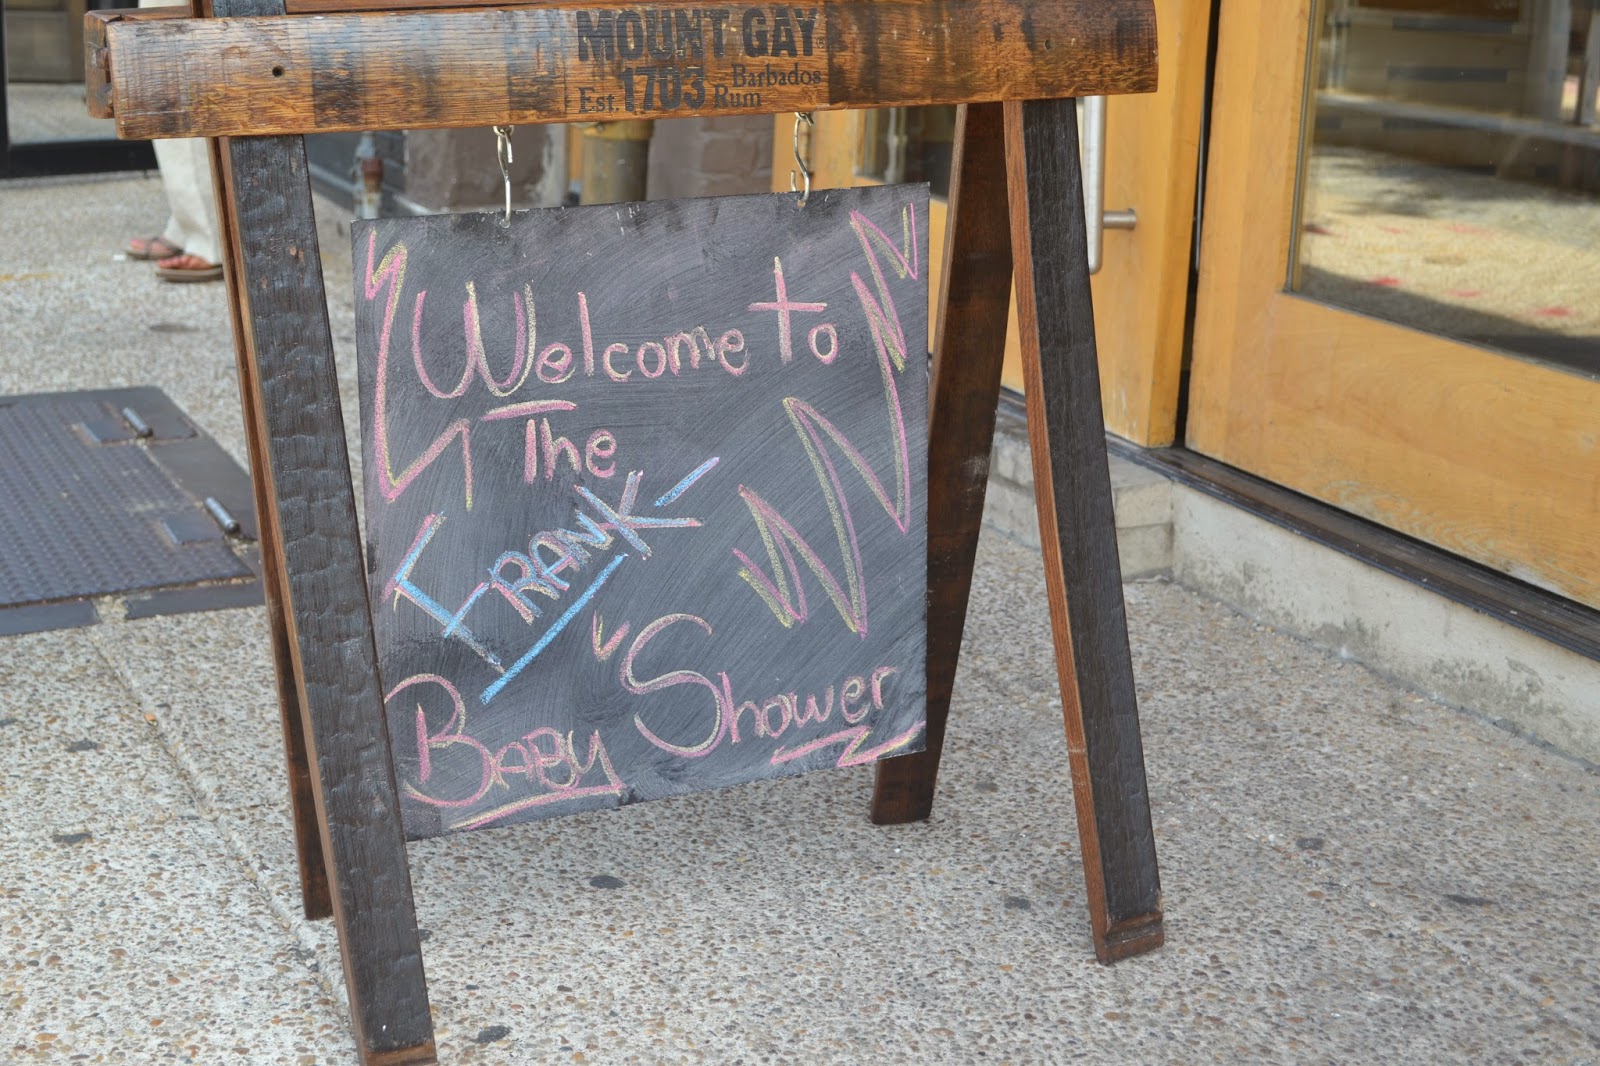 MOUNT GAY
Est. 1703 Barbados Rum
Welcome to
The
FRANK
BABY Shower